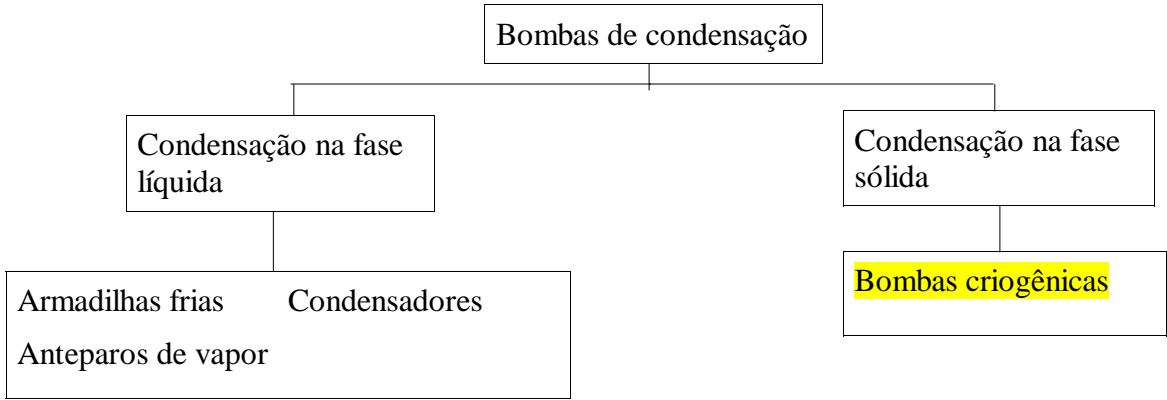 Bombas de condensação
Condensação na fase
líquida
Condensação na fase
sólida
Armadilhas frias Condensadores
Anteparos de vapor
Bombas criogênicas